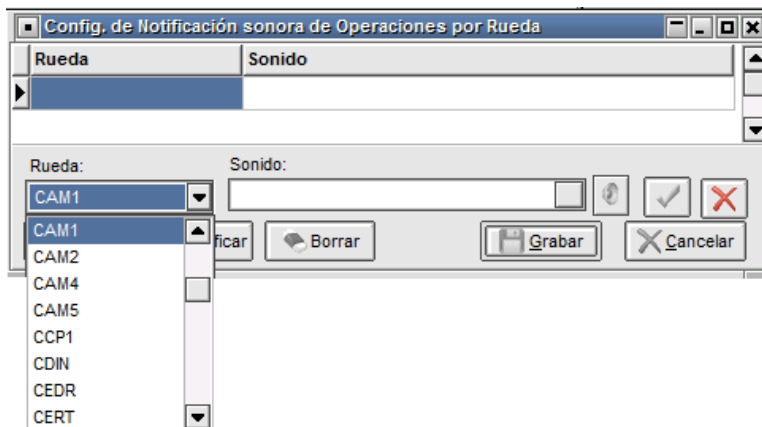 Config. de Notificación sonora de Operaciones por Rueda
Rueda Sonido
Rueda: Sonido:
CAM1
CAM1
ficar Borrar Grabar Cancelar
CAM2
CAM4
CAM5
CCP1
CDIN
CEDR
CERT